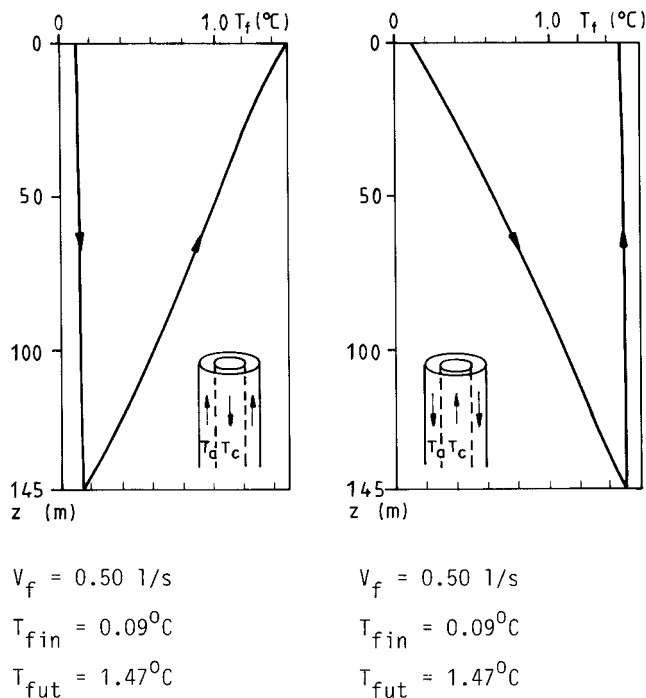 0 1.0 T_f (°C)
0
50
100
145
z (m)
T_a T_c
V_f = 0.50 l/s
T_fin = 0.09°C
T_fut = 1.47°C
0 1.0 T_f (°C)
0
50
100
145
z (m)
T_a T_c
V_f = 0.50 l/s
T_fin = 0.09°C
T_fut = 1.47°C